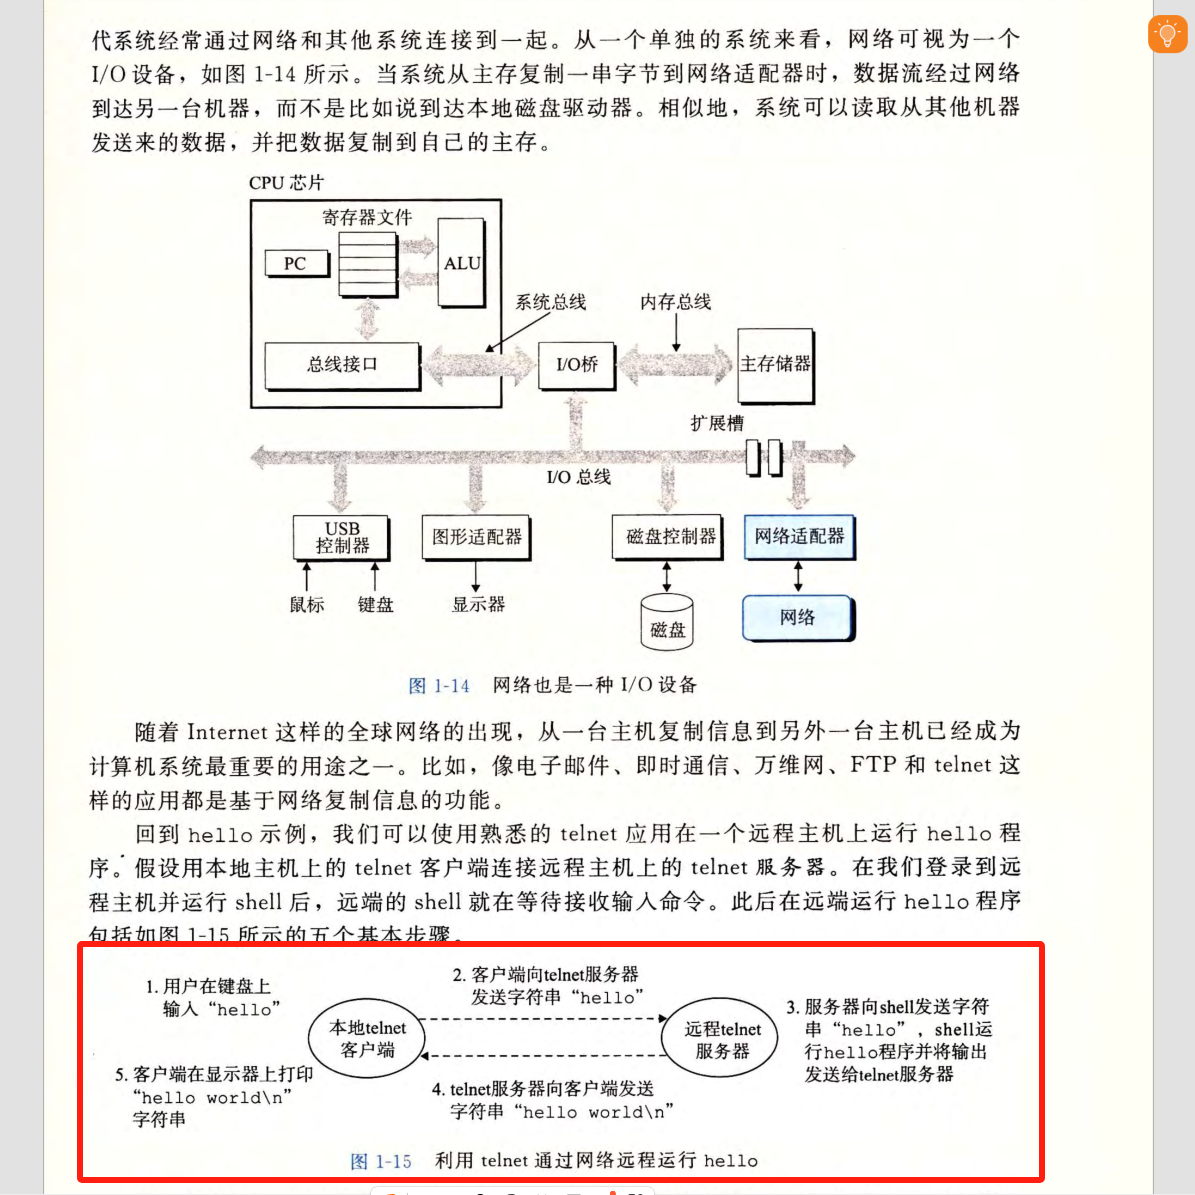 代系统经常通过网络和其他系统连接到一起。从一个单独的系统来看，网络可视为一个
I/O 设备，如图 1-14 所示。当系统从主存复制一串字节到网络适配器时，数据流经过网络
到达另一台机器，而不是比如说到达本地磁盘驱动器。相似地，系统可以读取从其他机器
发送来的数据，并把数据复制到自己的主存。
CPU 芯片
寄存器文件
PC
ALU
系统总线
内存总线
总线接口
I/O桥
主存储器
扩展槽
I/O 总线
USB
控制器
图形适配器
磁盘控制器
网络适配器
鼠标
键盘
显示器
磁盘
网络
图 1-14 网络也是一种 I/O 设备
随着 Internet 这样的全球网络的出现，从一台主机复制信息到另外一台主机已经成为
计算机系统最重要的用途之一。比如，像电子邮件、即时通信、万维网、FTP 和 telnet 这
样的应用都是基于网络复制信息的功能。
回到 hello 示例，我们可以使用熟悉的 telnet 应用在一个远程主机上运行 hello 程
序。假设用本地主机上的 telnet 客户端连接远程主机上的 telnet 服务器。在我们登录到远
程主机并运行 shell 后，远端的 shell 就在等待接收输入命令。此后在远端运行 hello 程序
包括如图 1-15 所示的五个基本步骤。
1. 用户在键盘上
输入“hello”
2. 客户端向telnet服务器
发送字符串“hello”
本地telnet
客户端
远程telnet
服务器
3. 服务器向shell发送字符
串“hello”，shell运
行hello程序并将输出
发送给telnet服务器
4. telnet服务器向客户端发送
字符串“hello world\n”
5. 客户端在显示器上打印
“hello world\n”
字符串
图 1-15 利用 telnet 通过网络远程运行 hello